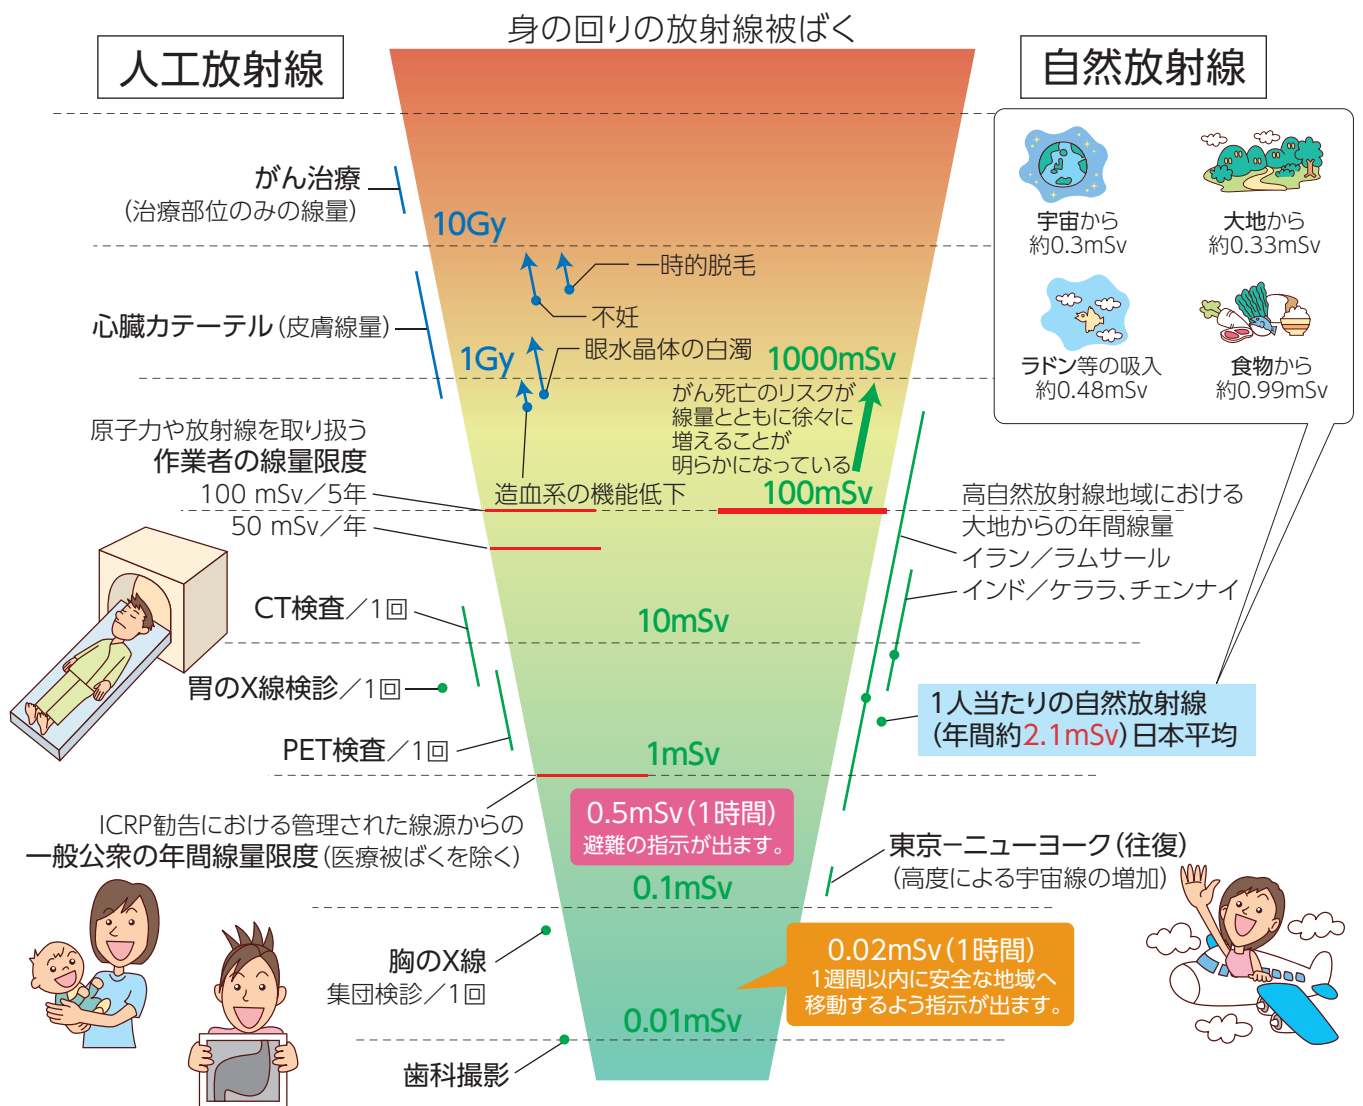 身の回りの放射線被ばく
人工放射線
自然放射線
宇宙から
約0.3mSv
大地から
約0.33mSv
ラドン等の吸入
約0.48mSv
食物から
約0.99mSv
がん治療
(治療部位のみの線量)
10Gy
一時的脱毛
不妊
心臓カテーテル(皮膚線量)
1Gy
眼水晶体の白濁
1000mSv
がん死亡のリスクが
線量とともに徐々に
増えることが
明らかになっている
原子力や放射線を取り扱う
作業者の線量限度
100 mSv/5年
50 mSv/年
造血系の機能低下
100mSv
高自然放射線地域における
大地からの年間線量
イラン/ラムサール
インド/ケララ、チェンナイ
CT検査/1回
10mSv
胃のX線検診/1回
1人当たりの自然放射線
(年間約2.1mSv)日本平均
PET検査/1回
1mSv
ICRP勧告における管理された線源からの
一般公衆の年間線量限度(医療被ばくを除く)
0.5mSv(1時間)
避難の指示が出ます。
東京ーニューヨーク(往復)
(高度による宇宙線の増加)
0.1mSv
胸のX線
集団検診/1回
0.02mSv(1時間)
1週間以内に安全な地域へ
移動するよう指示が出ます。
0.01mSv
歯科撮影